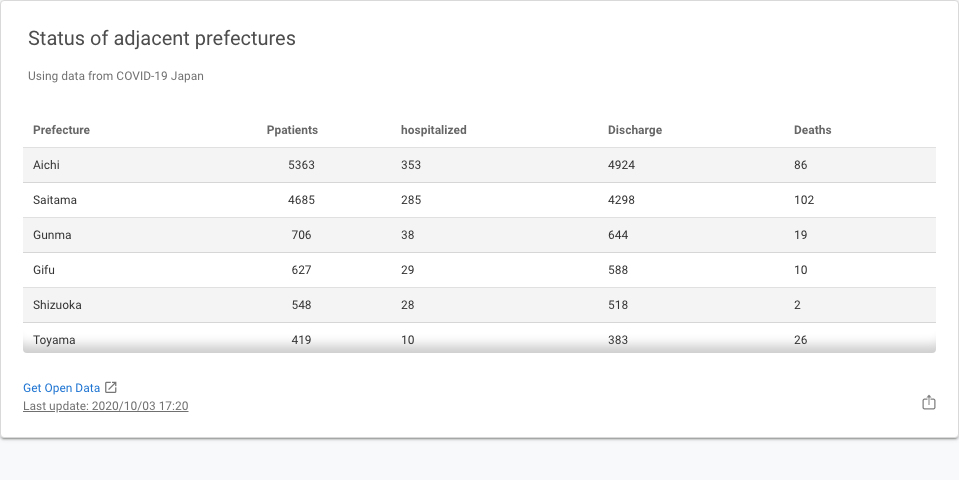 Status of adjacent prefectures
Using data from COVID-19 Japan
Prefecture Ppatients hospitalized Discharge Deaths
Aichi 5363 353 4924 86
Saitama 4685 285 4298 102
Gunma 706 38 644 19
Gifu 627 29 588 10
Shizuoka 548 28 518 2
Toyama 419 10 383 26
Get Open Data
Last update: 2020/10/03 17:20